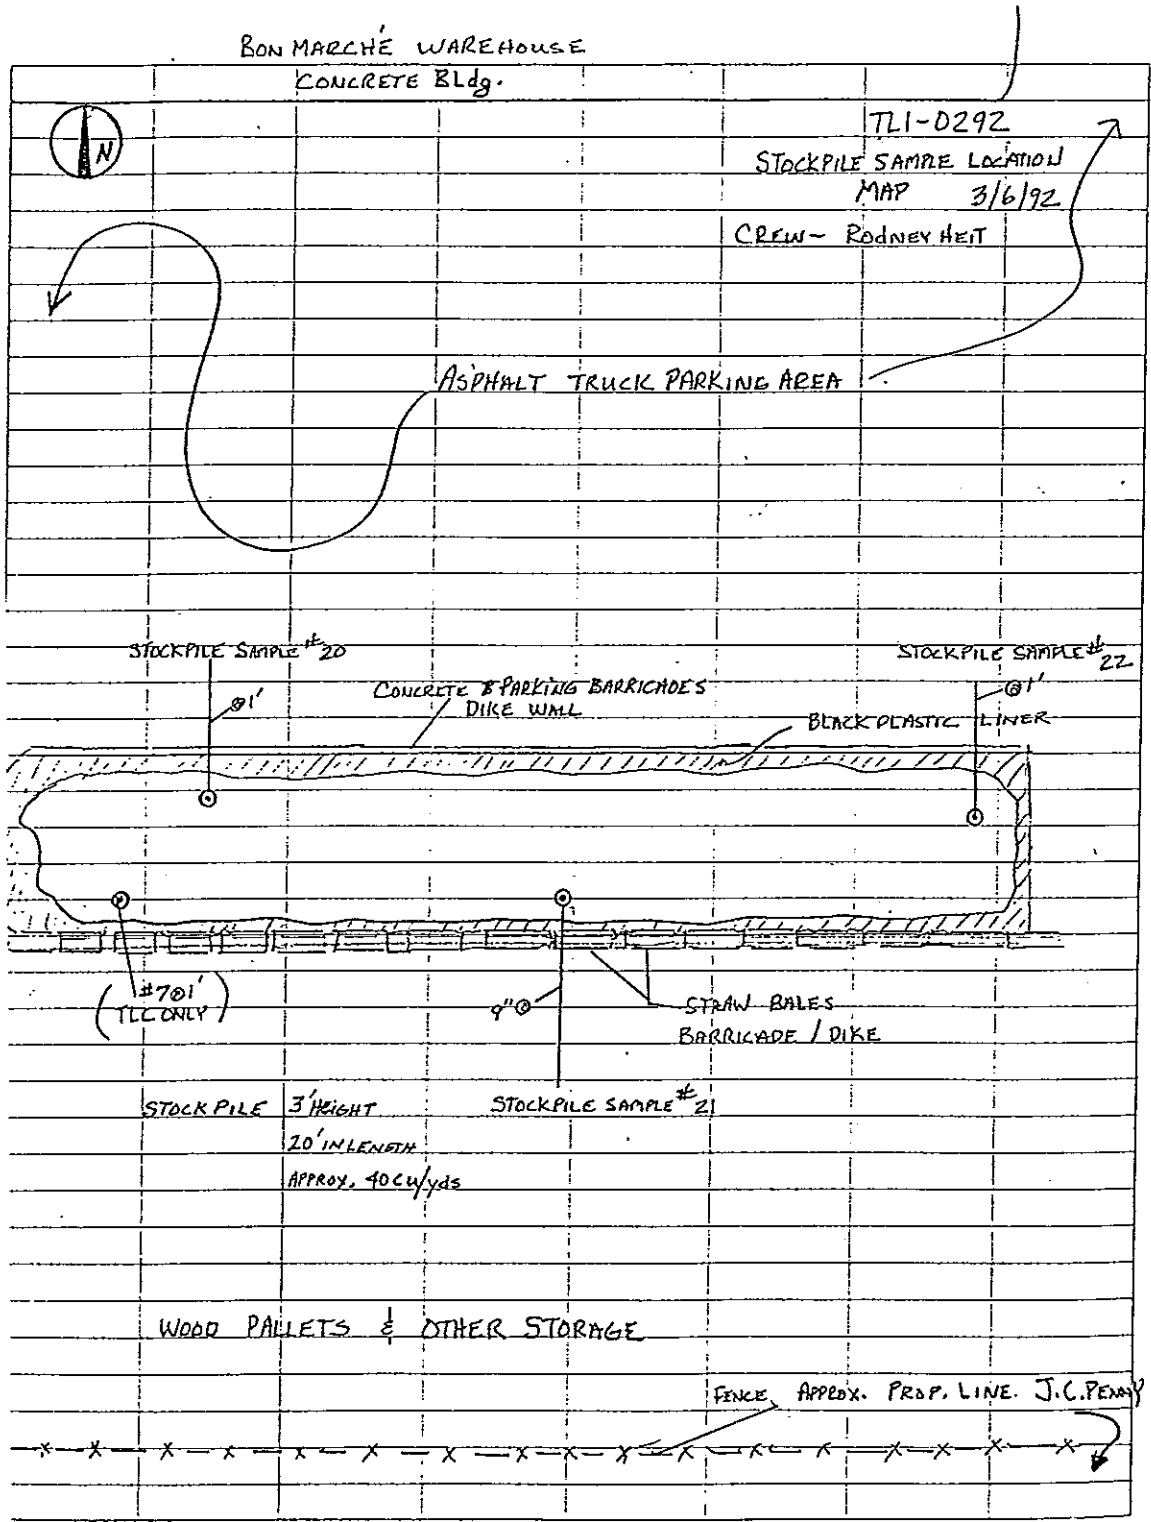 BON MARCHÉ WAREHOUSE
CONCRETE BLdg.
N
TLI-0292
STOCKPILE SAMPLE LOCATION
MAP 3/6/92
CREW- RODNEY HEIT
ASPHALT TRUCK PARKING AREA
STOCKPILE SAMPLE #20
STOCKPILE SAMPLE #22
@1'
@1'
CONCRETE & PARKING BARRICADES
DIKE WALL
BLACK PLASTIC LINER
(#7@1'
TLC ONLY)
9"@
STRAW BALES
BARRICADE / DIKE
STOCKPILE 3' HEIGHT
20' IN LENGTH
APPROX. 40 CU/yds
STOCKPILE SAMPLE #21
WOOD PALLETS & OTHER STORAGE
FENCE APPROX. PROP. LINE. J.C. PENNY
X X X X X X X X X X X X X X X X